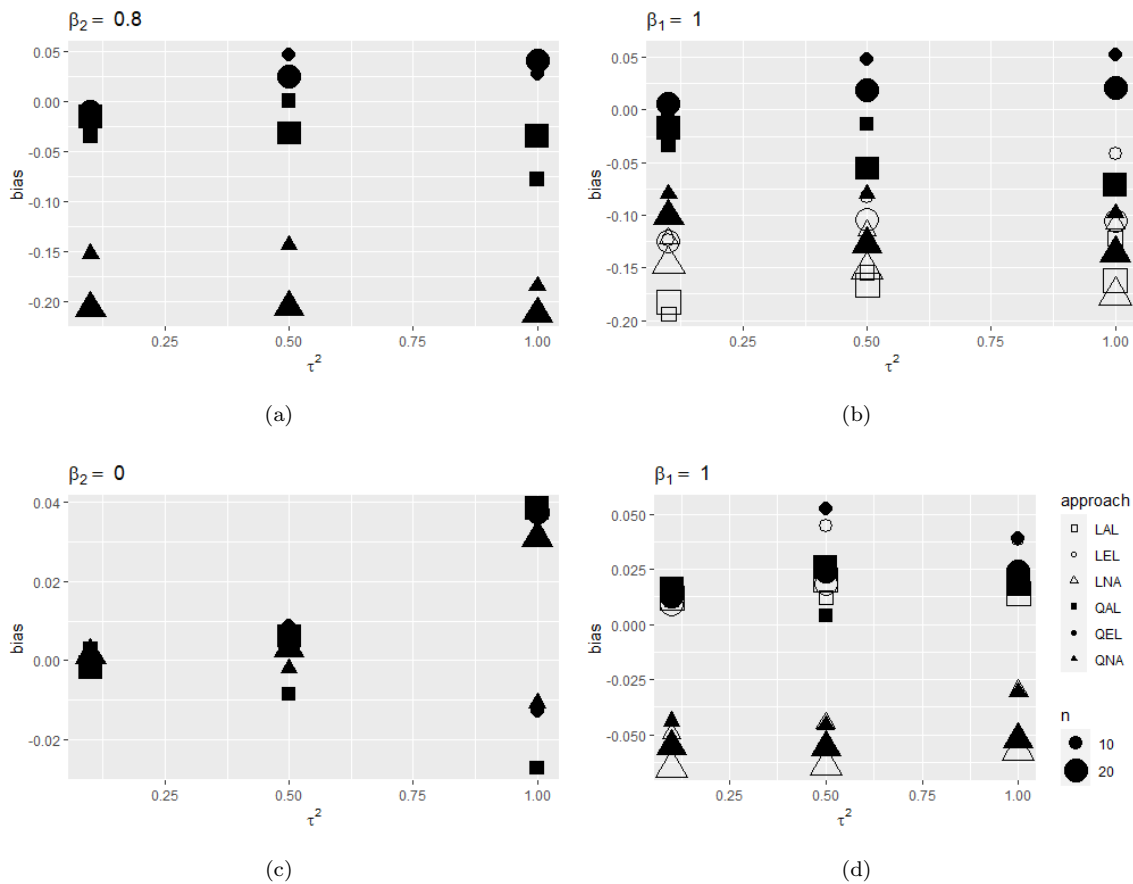 β2 = 0.8
0.05
0.00
-0.05
-0.10
-0.15
-0.20
bias
0.25 0.50 0.75 1.00
τ²
(a)
β1 = 1
0.05
0.00
-0.05
-0.10
-0.15
-0.20
bias
0.25 0.50 0.75 1.00
τ²
(b)
β2 = 0
0.04
0.02
0.00
-0.02
bias
0.25 0.50 0.75 1.00
τ²
(c)
β1 = 1
0.050
0.025
0.000
-0.025
-0.050
bias
0.25 0.50 0.75 1.00
τ²
(d)
approach
LAL
LEL
LNA
QAL
QEL
QNA
n
10
20